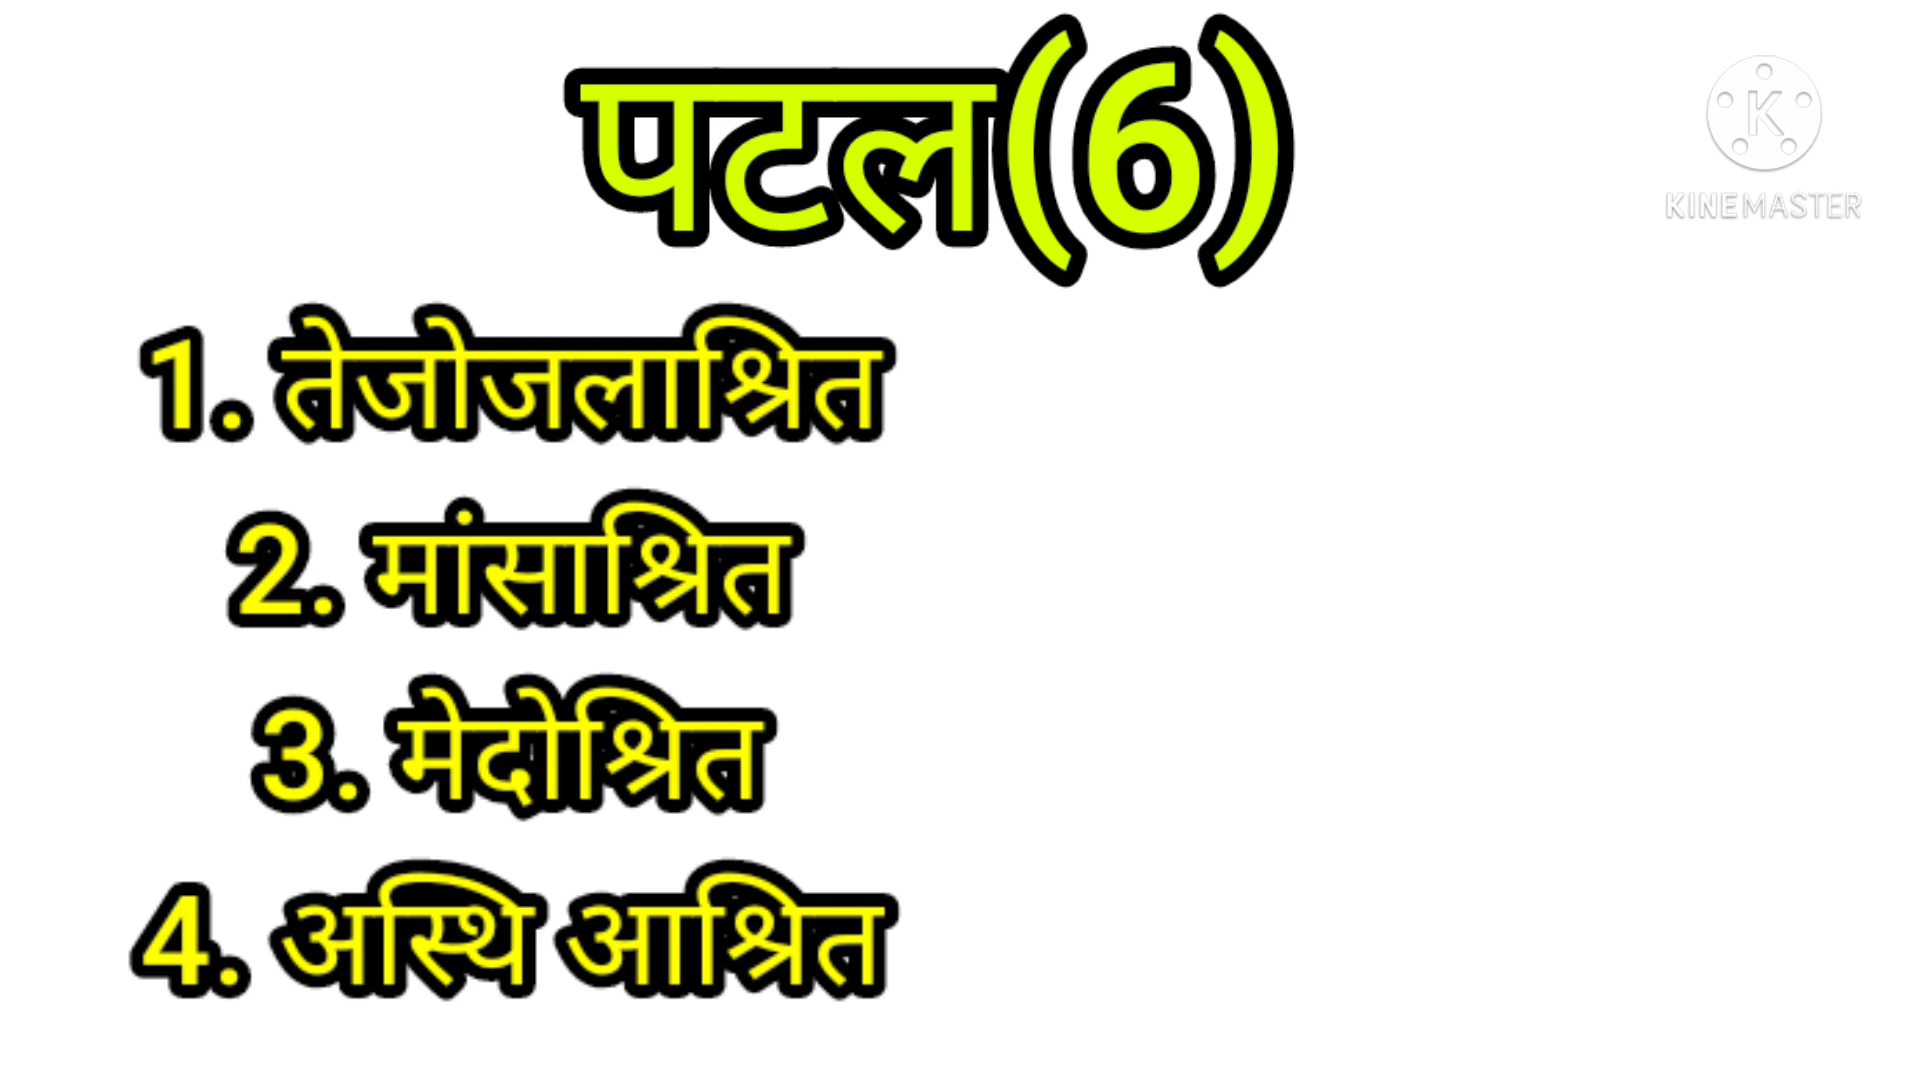 पटल(6)
K
KINEMASTER
1. तेजोजलाश्रित
2. मांसाश्रित
3. मेदोश्रित
4. अस्थि आश्रित